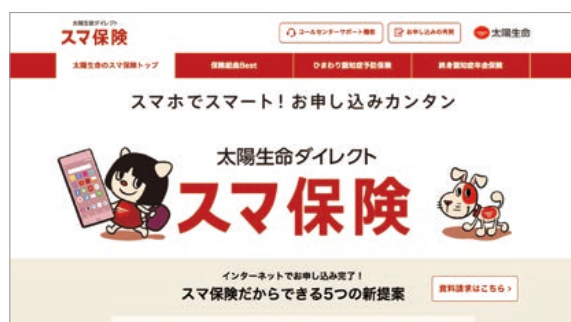 太陽生命ダイレクト
スマ保険
コールセンターサポート機能
お申し込みの再開
太陽生命
太陽生命のスマ保険トップ
保険組曲Best
ひまわり認知症予防保険
終身認知症年金保険
スマホでスマート！お申し込みカンタン
太陽生命ダイレクト
スマ保険
インターネットでお申し込み完了！
スマ保険だからできる5つの新提案
資料請求はこちら